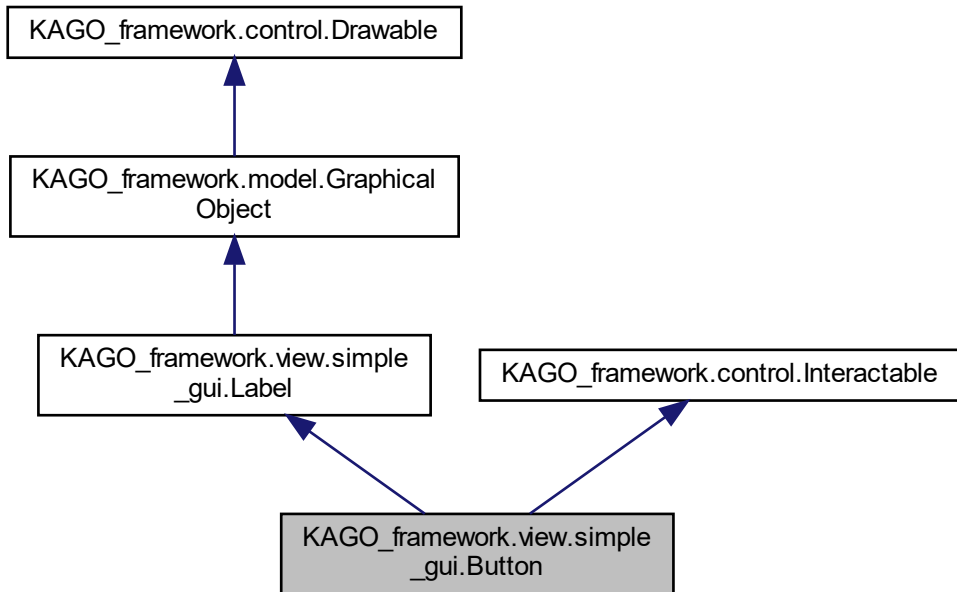 KAGO_framework.control.Drawable
KAGO_framework.model.Graphical
Object
KAGO_framework.view.simple
_gui.Label
KAGO_framework.control.Interactable
KAGO_framework.view.simple
_gui.Button